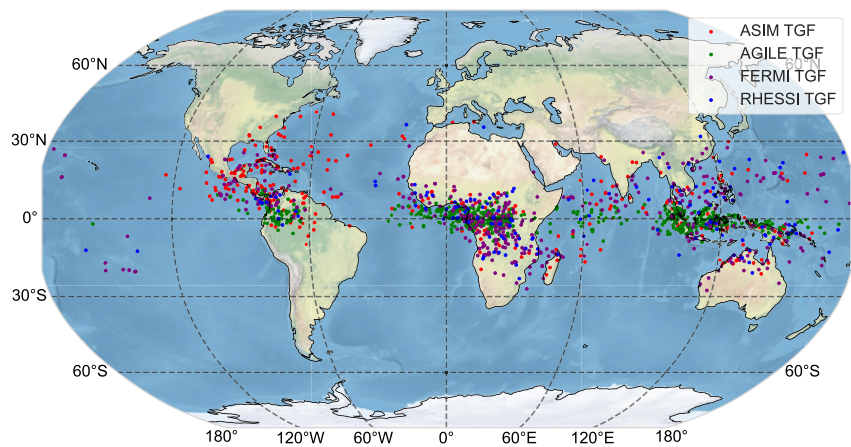 ASIM TGF
AGILE TGF
FERMI TGF
RHESSI TGF
60°N 60°N
30°N
0°
30°S
60°S 60°S
180° 120°W 60°W 0° 60°E 120°E 180°